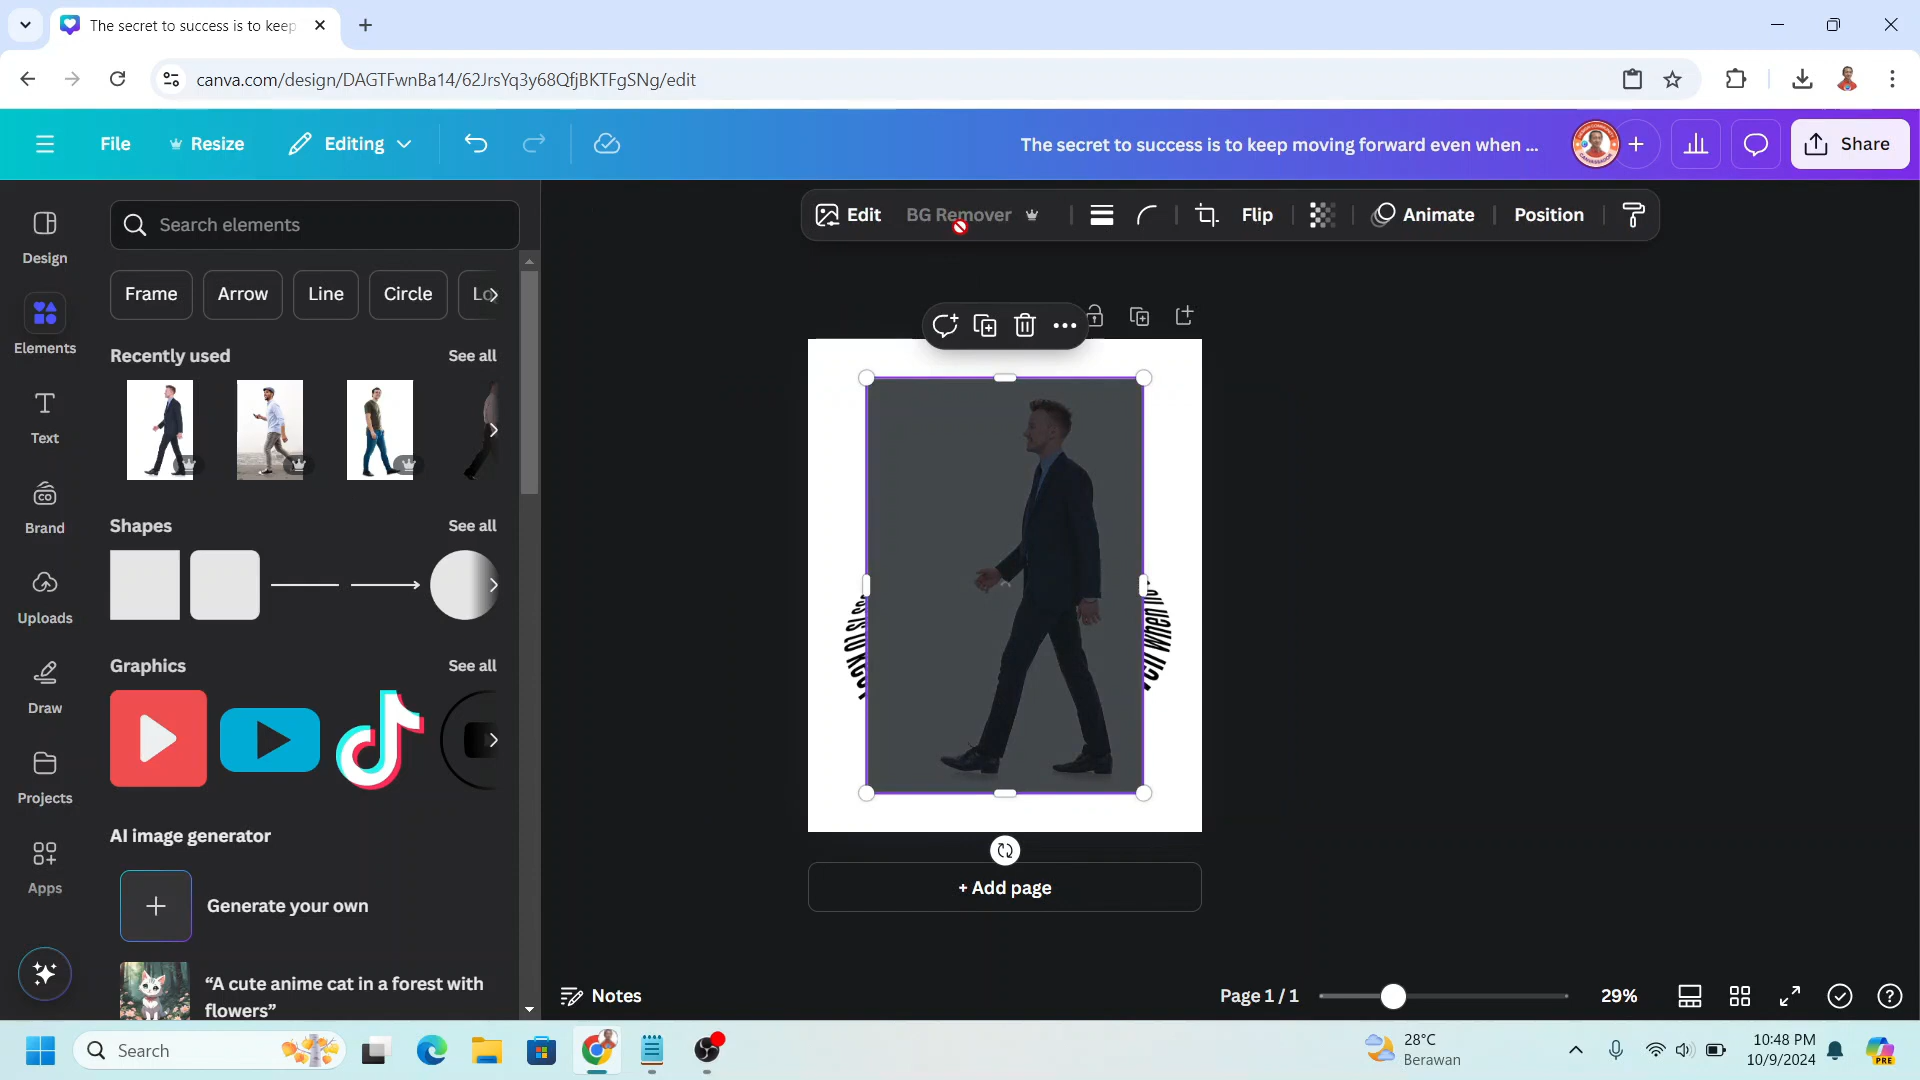 The secret to success is to keep
canva.com/design/DAGTFwnBa14/62JrsYq3y68QfjBKTFgSNg/edit
File
Resize
Editing
The secret to success is to keep moving forward even when ...
Share
Search elements
Edit
BG Remover
Flip
Animate
Position
Design
Elements
Text
Brand
Uploads
Draw
Projects
Apps
Frame
Arrow
Line
Circle
Recently used
See all
Shapes
See all
Graphics
See all
AI image generator
Generate your own
“A cute anime cat in a forest with
flowers”
+ Add page
Notes
Page 1 / 1
29%
Search
28°C
Berawan
10:48 PM
10/9/2024
PRE